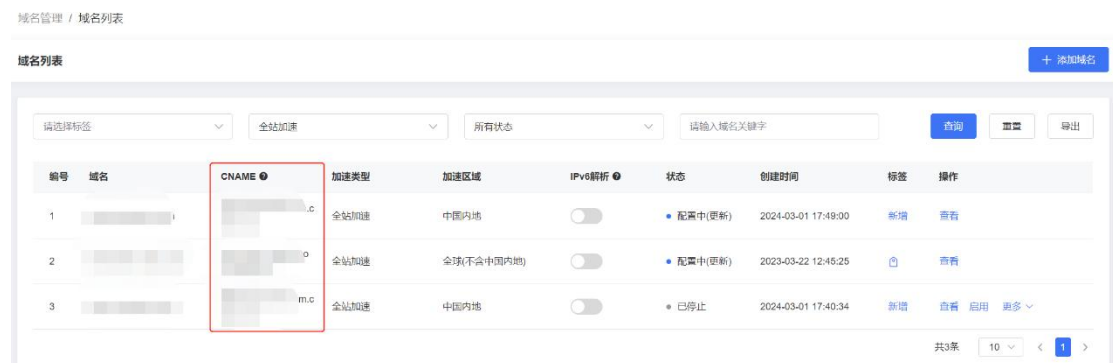 域名管理 / 域名列表
域名列表
+ 添加域名
请选择标签 全站加速 所有状态 请输入域名关键字 查询 重置 导出
编号 域名 CNAME 加速类型 加速区域 IPv6解析 状态 创建时间 标签 操作
1 .c 全站加速 中国内地 配置中(更新) 2024-03-01 17:49:00 新增 查看
2 o 全站加速 全球(不含中国内地) 配置中(更新) 2023-03-22 12:45:25 查看
3 m.c 全站加速 中国内地 已停止 2024-03-01 17:40:34 新增 查看 启用 更多
共3条 10 < 1 >